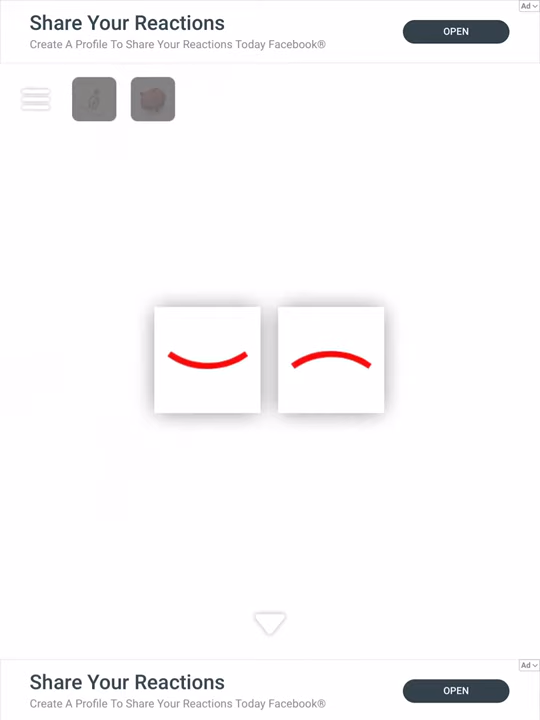 Share Your Reactions
Create A Profile To Share Your Reactions Today Facebook®
OPEN
Ad
Share Your Reactions
Create A Profile To Share Your Reactions Today Facebook®
OPEN
Ad